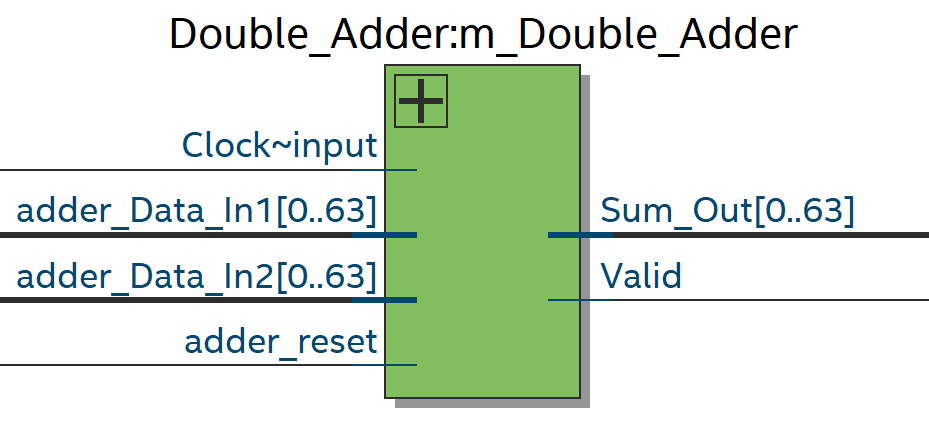 Double_Adder:m_Double_Adder
Clock~input
adder_Data_In1[0..63]
Sum_Out[0..63]
adder_Data_In2[0..63]
Valid
adder_reset